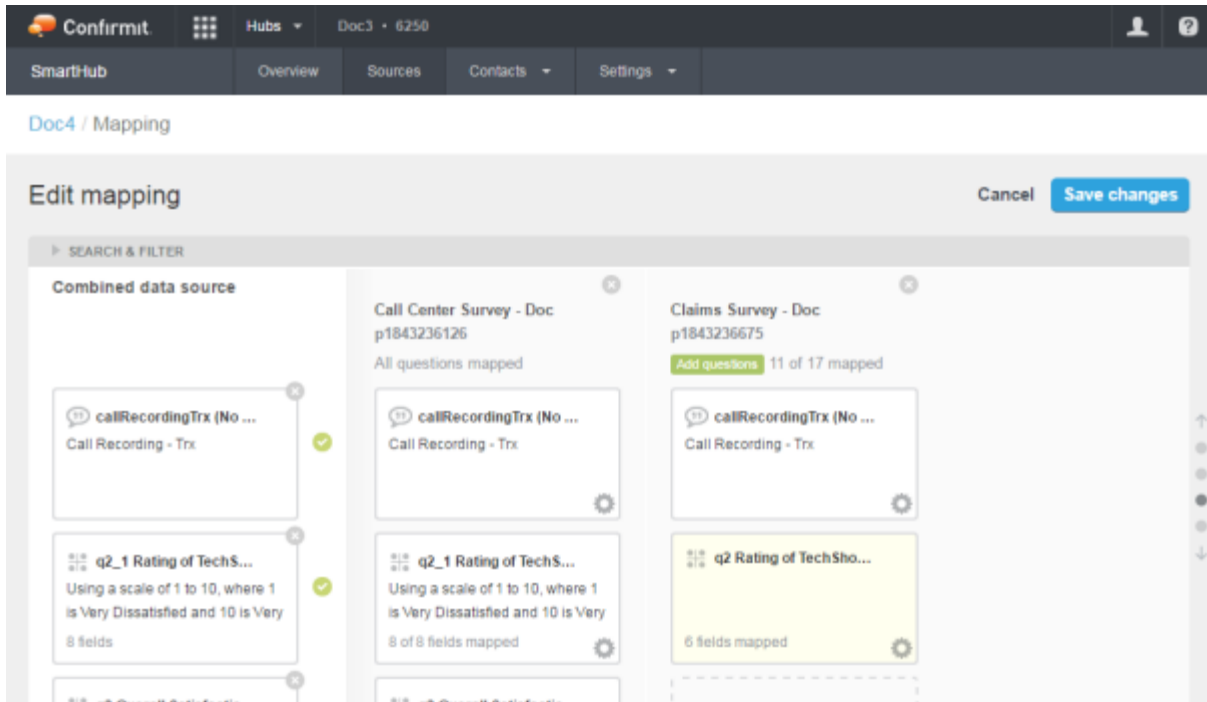 Confirmit
Hubs
Doc3 • 6250
SmartHub
Overview
Sources
Contacts
Settings
Doc4 / Mapping
Edit mapping
Cancel
Save changes
SEARCH & FILTER
Combined data source
Call Center Survey - Doc
p1843236126
All questions mapped
Claims Survey - Doc
p1843236675
Add questions 11 of 17 mapped
callRecordingTrx (No ...
Call Recording - Trx
callRecordingTrx (No ...
Call Recording - Trx
callRecordingTrx (No ...
Call Recording - Trx
q2_1 Rating of TechS...
Using a scale of 1 to 10, where 1
is Very Dissatisfied and 10 is Very
8 fields
q2_1 Rating of TechS...
Using a scale of 1 to 10, where 1
is Very Dissatisfied and 10 is Very
8 of 8 fields mapped
q2 Rating of TechSho...
6 fields mapped